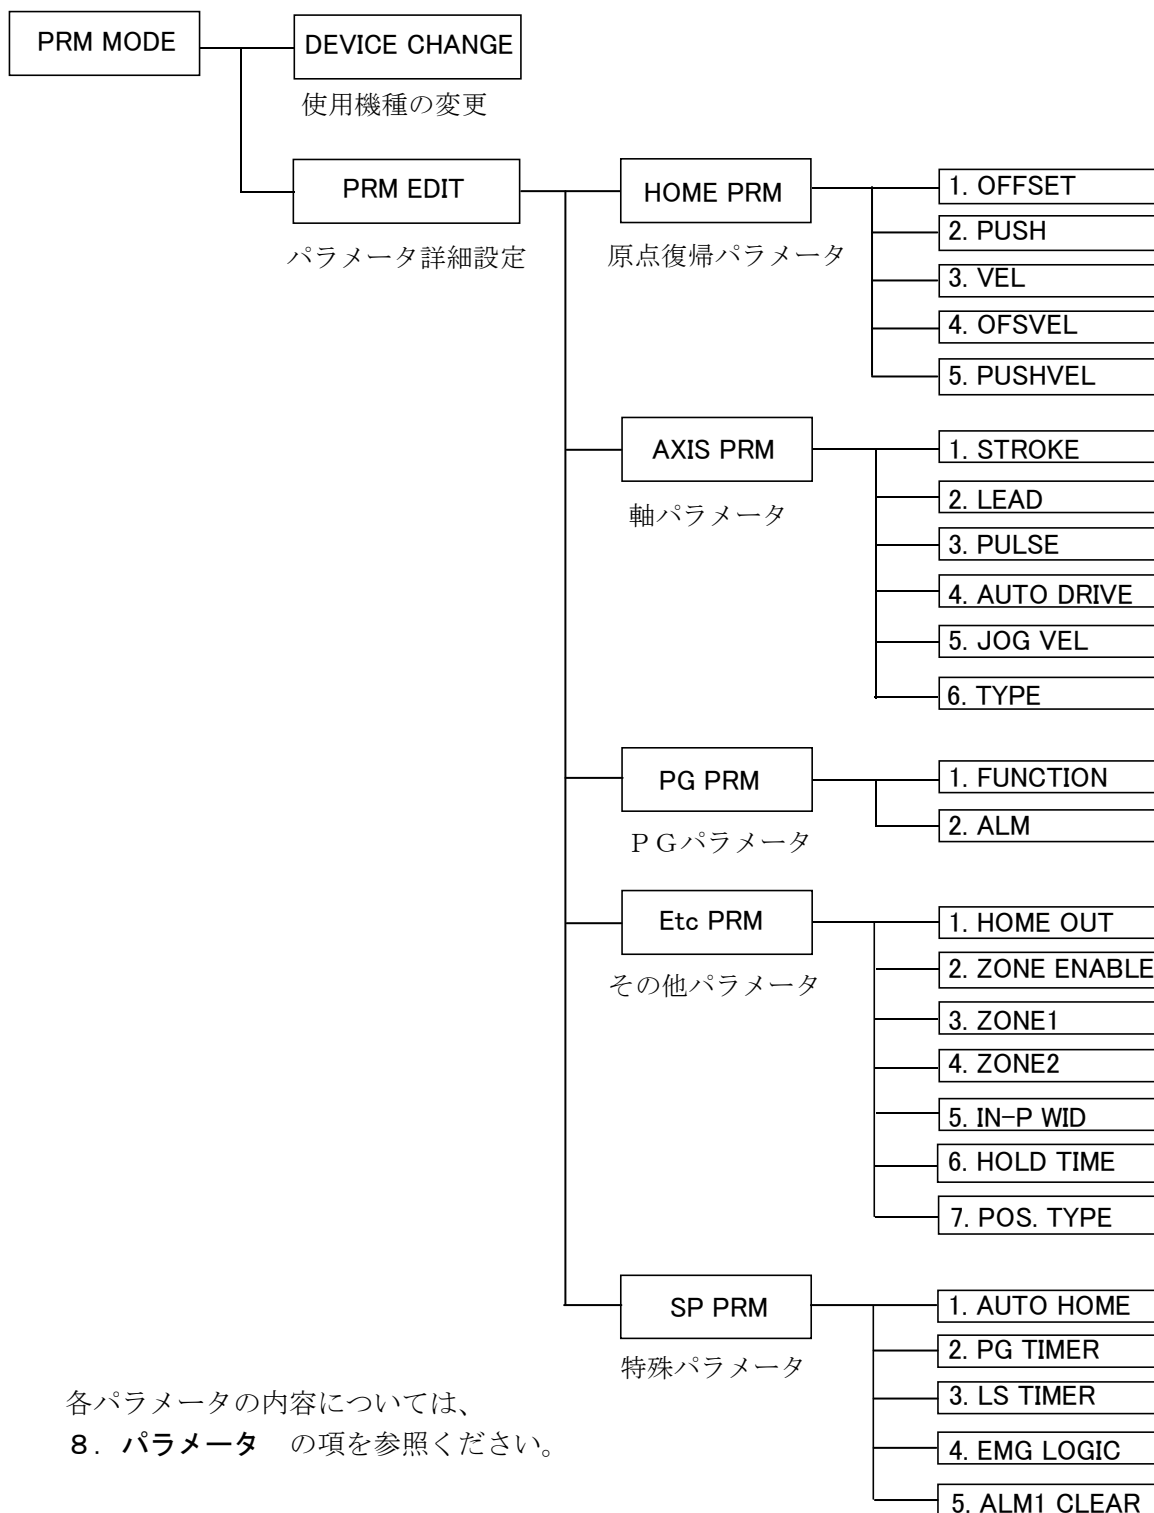 PRM MODE
DEVICE CHANGE
使用機種の変更
PRM EDIT
パラメータ詳細設定
HOME PRM
原点復帰パラメータ
1. OFFSET
2. PUSH
3. VEL
4. OFSVEL
5. PUSHVEL
AXIS PRM
軸パラメータ
1. STROKE
2. LEAD
3. PULSE
4. AUTO DRIVE
5. JOG VEL
6. TYPE
PG PRM
ＰＧパラメータ
1. FUNCTION
2. ALM
Etc PRM
その他パラメータ
1. HOME OUT
2. ZONE ENABLE
3. ZONE1
4. ZONE2
5. IN-P WID
6. HOLD TIME
7. POS. TYPE
SP PRM
特殊パラメータ
1. AUTO HOME
2. PG TIMER
3. LS TIMER
4. EMG LOGIC
5. ALM1 CLEAR
各パラメータの内容については、
８．パラメータ　の項を参照ください。